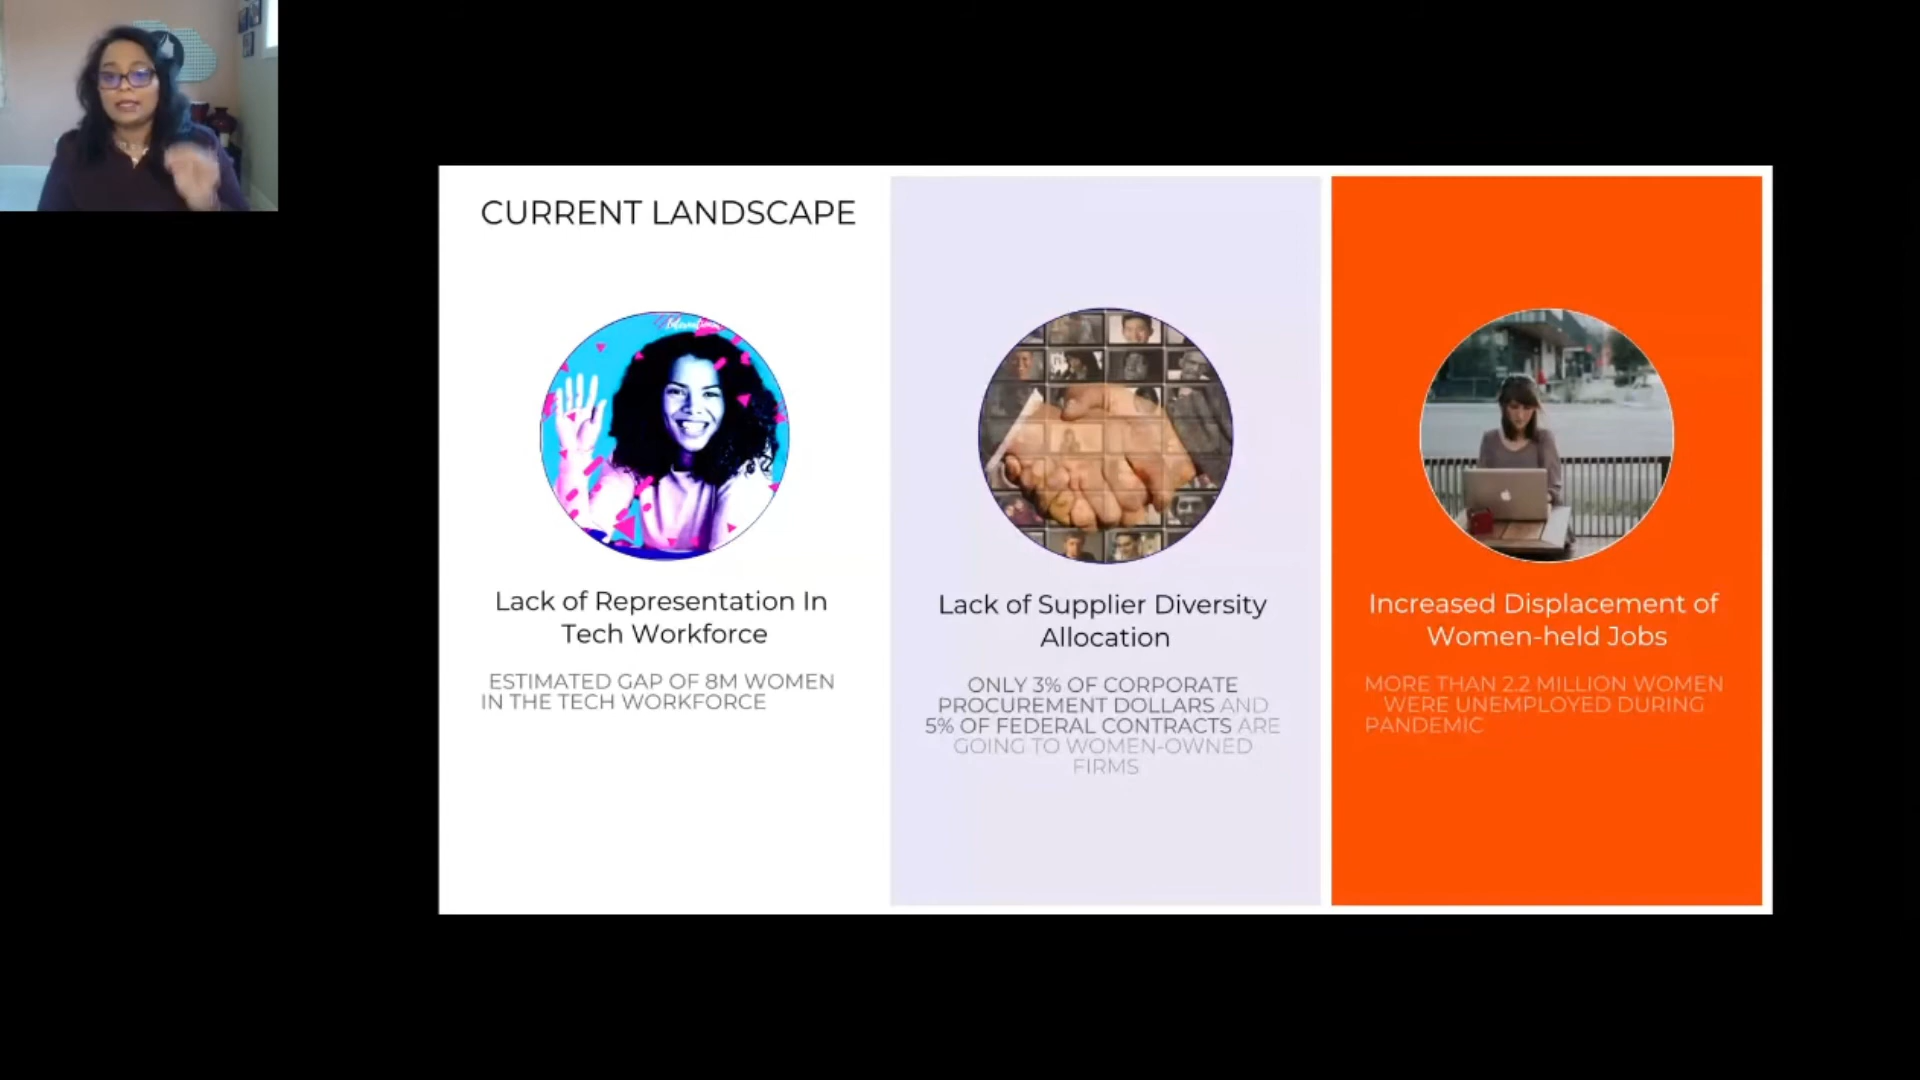 CURRENT LANDSCAPE
International
Lack of Representation In
Tech Workforce
ESTIMATED GAP OF 8M WOMEN
IN THE TECH WORKFORCE
Lack of Supplier Diversity
Allocation
ONLY 3% OF CORPORATE
PROCUREMENT DOLLARS AND
5% OF FEDERAL CONTRACTS ARE
GOING TO WOMEN-OWNED
FIRMS
Increased Displacement of
Women-held Jobs
MORE THAN 2.2 MILLION WOMEN
WERE UNEMPLOYED DURING
PANDEMIC